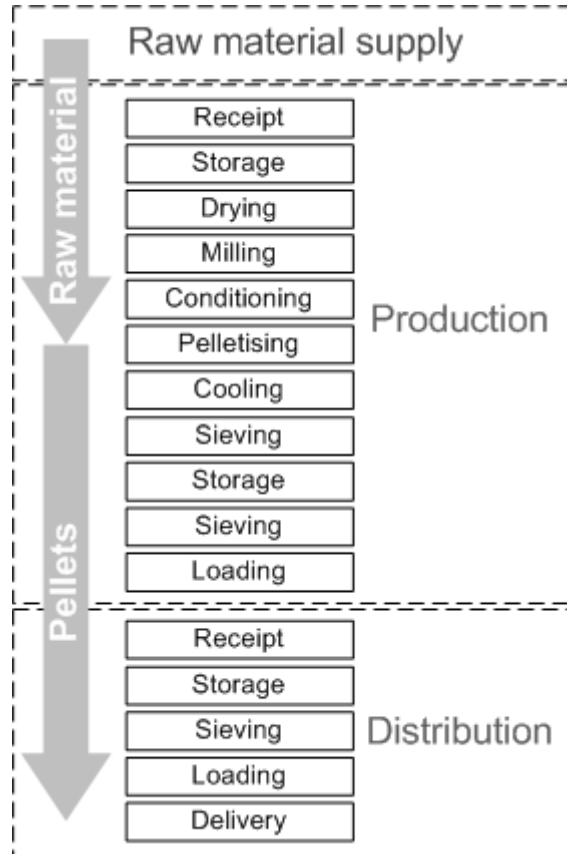 Raw material supply
Raw material
Receipt
Storage
Drying
Milling
Conditioning
Pelletising
Cooling
Sieving
Storage
Sieving
Loading
Production
Pellets
Receipt
Storage
Sieving
Loading
Delivery
Distribution